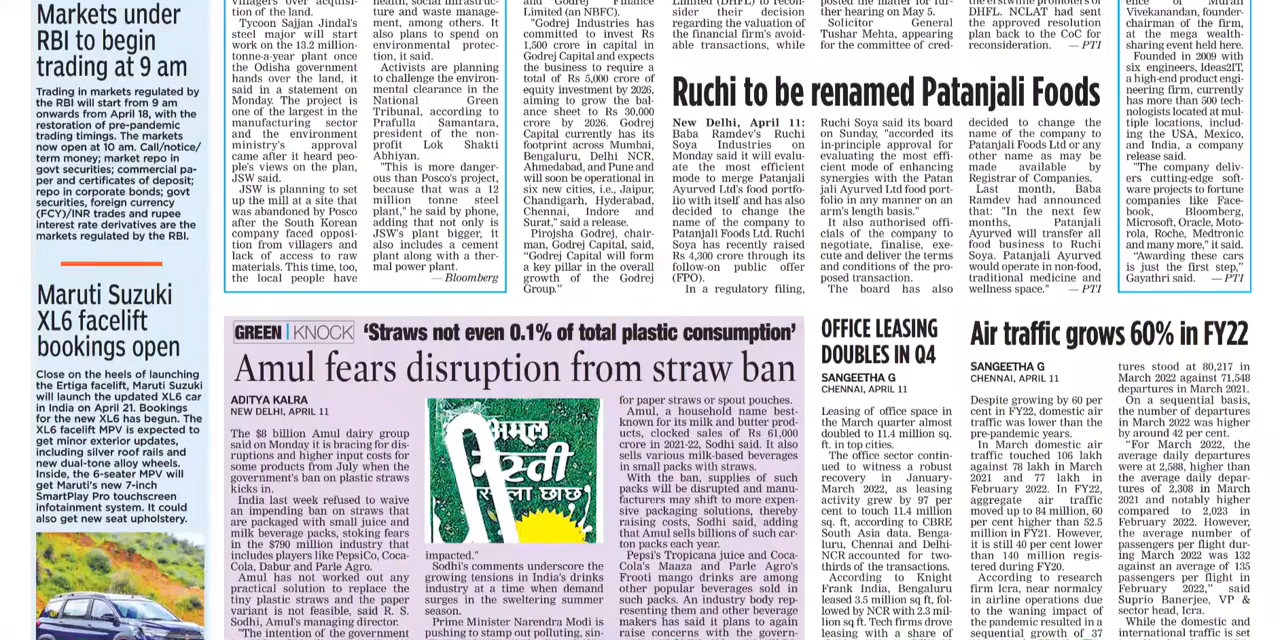 Markets under
RBI to begin
trading at 9 am
Trading in markets regulated by
the RBI will start from 9 am
onwards from April 18, with the
restoration of pre-pandemic
trading timings. The markets
now open at 10 am. Call/notice/
term money; market repo in
govt securities; commercial pa-
per and certificates of deposit;
repo in corporate bonds; govt
securities, foreign currency
(FCY)/INR trades and rupee
interest rate derivatives are the
markets regulated by the RBI.
Maruti Suzuki
XL6 facelift
bookings open
Close on the heels of launching
the Ertiga facelift, Maruti Suzuki
will launch the updated XL6 car
in India on April 21. Bookings
for the new XL6 has begun. The
XL6 facelift MPV is expected to
get minor exterior updates,
including silver roof rails and
new dual-tone alloy wheels.
Inside, the 6-seater MPV will
get Maruti's new 7-inch
SmartPlay Pro touchscreen
infotainment system. It could
also get new seat upholstery.
villagers over acquisi-
tion of the land.
Tycoon Sajjan Jindal's
steel major will start
work on the 13.2 million-
tonne-a-year plant once
the Odisha government
hands over the land, it
said in a statement on
Monday. The project is
one of the largest in the
manufacturing sector
and the environment
ministry's approval
came after it heard peo-
ple's views on the plan,
JSW said.
JSW is planning to set
up the mill at a site that
was abandoned by Posco
after the South Korean
company faced opposi-
tion from villagers and
lack of access to raw
materials. This time, too,
the local people have
health, social infrastruc-
ture and waste manage-
ment, among others. It
also plans to spend on
environmental protec-
tion, it said.
Activists are planning
to challenge the environ-
mental clearance in the
National Green
Tribunal, according to
Prafulla Samantara,
president of the non-
profit Lok Shakti
Abhiyan.
"This is more danger-
ous than Posco's project,
because that was a 12
million tonne steel
plant," he said by phone,
adding that not only is
JSW's plant bigger, it
also includes a cement
plant along with a ther-
mal power plant.
— Bloomberg
and Godrej Finance
Limited (an NBFC).
"Godrej Industries has
committed to invest Rs
1,500 crore in capital in
Godrej Capital and expects
the business to require a
total of Rs 5,000 crore of
equity investment by 2026,
aiming to grow the bal-
ance sheet to Rs 30,000
crore by 2026. Godrej
Capital currently has its
footprint across Mumbai,
Bengaluru, Delhi NCR,
Ahmedabad, and Pune and
will soon be operational in
six new cities, i.e., Jaipur,
Chandigarh, Hyderabad,
Chennai, Indore and
Surat," said a release.
Pirojsha Godrej, chair-
man, Godrej Capital, said,
"Godrej Capital will form
a key pillar in the overall
growth of the Godrej
Group."
Limited (DHFL) to recon-
sider their decision
regarding the valuation of
the financial firm's avoid-
able transactions, while
posted the matter for fur-
ther hearing on May 5.
Solicitor General
Tushar Mehta, appearing
for the committee of cred-
the erstwhile promoters of
DHFL. NCLAT had sent
the approved resolution
plan back to the CoC for
reconsideration. — PTI
Ruchi to be renamed Patanjali Foods
New Delhi, April 11:
Baba Ramdev's Ruchi
Soya Industries on
Monday said it will evalu-
ate the most efficient
mode to merge Patanjali
Ayurved Ltd's food portfo-
lio with itself and has also
decided to change the
name of the company to
Patanjali Foods Ltd. Ruchi
Soya has recently raised
Rs 4,300 crore through its
follow-on public offer
(FPO).
In a regulatory filing,
Ruchi Soya said its board
on Sunday, "accorded its
in-principle approval for
evaluating the most effi-
cient mode of enhancing
synergies with the Patan
jali Ayurved Ltd food port-
folio in any manner on an
arm's length basis."
It also authorised offi-
cials of the company to
negotiate, finalise, exe-
cute and deliver the terms
and conditions of the pro-
posed transaction.
The board has also
decided to change the
name of the company to
Patanjali Foods Ltd or any
other name as may be
made available by
Registrar of Companies.
Last month, Baba
Ramdev had announced
that: "In the next few
months, Patanjali
Ayurved will transfer all
food business to Ruchi
Soya. Patanjali Ayurved
would operate in non-food,
traditional medicine and
wellness space." — PTI
ence of Murali
Vivekanandan, founder-
chairman of the firm,
at the mega wealth-
sharing event held here.
Founded in 2009 with
six engineers, Ideas2IT,
a high-end product engi-
neering firm, currently
has more than 500 tech-
nologists located at mul-
tiple locations, includ-
ing the USA, Mexico,
and India, a company
release said.
"The company deliv-
ers cutting-edge soft-
ware projects to fortune
companies like Face-
book, Bloomberg,
Microsoft, Oracle, Moto-
rola, Roche, Medtronic
and many more," it said.
"Awarding these cars
is just the first step,"
Gayathri said. — PTI
GREEN | KNOCK 'Straws not even 0.1% of total plastic consumption'
Amul fears disruption from straw ban
ADITYA KALRA
NEW DELHI, APRIL 11
The $8 billion Amul dairy group
said on Monday it is bracing for dis-
ruptions and higher input costs for
some products from July when the
government's ban on plastic straws
kicks in.
India last week refused to waive
an impending ban on straws that
are packaged with small juice and
milk beverage packs, stoking fears
in the $790 million industry that
includes players like PepsiCo, Coca-
Cola, Dabur and Parle Agro.
Amul has not worked out any
practical solution to replace the
tiny plastic straws and the paper
variant is not feasible, said R. S.
Sodhi, Amul's managing director.
"The intention of the government
अमूल
मस्ती
छाछ
impacted."
Sodhi's comments underscore the
growing tensions in India's drinks
industry at a time when demand
surges in the sweltering summer
season.
Prime Minister Narendra Modi is
pushing to stamp out polluting, sin-
for paper straws or spout pouches.
Amul, a household name best-
known for its milk and butter prod-
ucts, clocked sales of Rs 61,000
crore in 2021-22, Sodhi said. It also
sells various milk-based beverages
in small packs with straws.
With the ban, supplies of such
packs will be disrupted and manu-
facturers may shift to more expen-
sive packaging solutions, thereby
raising costs, Sodhi said, adding
that Amul sells billions of such car-
ton packs each year.
Pepsi's Tropicana juice and Coca-
Cola's Maaza and Parle Agro's
Frooti mango drinks are among
other popular beverages sold in
such packs. An industry body rep-
resenting them and other beverage
makers has said it plans to again
raise concerns with the govern-
OFFICE LEASING
DOUBLES IN Q4
SANGEETHA G
CHENNAI, APRIL 11
Leasing of office space in
the March quarter almost
doubled to 11.4 million sq.
ft. in top cities.
The office sector contin-
ued to witness a robust
recovery in January-
March 2022, as leasing
activity grew by 97 per
cent to touch 11.4 million
sq. ft, according to CBRE
South Asia data. Benga-
luru, Chennai and Delhi-
NCR accounted for two-
thirds of the transactions.
According to Knight
Frank India, Bengaluru
leased 3.5 million sq ft, fol-
lowed by NCR with 2.3 mil-
lion sq ft. Tech firms drove
leasing with a share of
Air traffic grows 60% in FY22
SANGEETHA G
CHENNAI, APRIL 11
Despite growing by 60 per
cent in FY22, domestic air
traffic was lower than the
pre-pandemic years.
In March domestic air
traffic touched 106 lakh
against 78 lakh in March
2021 and 77 lakh in
February 2022. In FY22,
aggregate air traffic
moved up to 84 million, 60
per cent higher than 52.5
million in FY21. However,
it is still 40 per cent lower
than 140 million regis-
tered during FY20.
According to research
firm Icra, near normalcy
in airline operations due
to the waning impact of
the pandemic resulted in a
sequential growth of 37
tures stood at 80,217 in
March 2022 against 71,548
departures in March 2021.
On a sequential basis,
the number of departures
in March 2022 was higher
by around 42 per cent.
"For March 2022, the
average daily departures
were at 2,588, higher than
the average daily depar-
tures of 2,308 in March
2021 and notably higher
compared to 2,023 in
February 2022. However,
the average number of
passengers per flight dur-
ing March 2022 was 132
against an average of 135
passengers per flight in
February 2022," said
Suprio Banerjee, VP &
sector head, Icra.
While the domestic and
international traffic is set